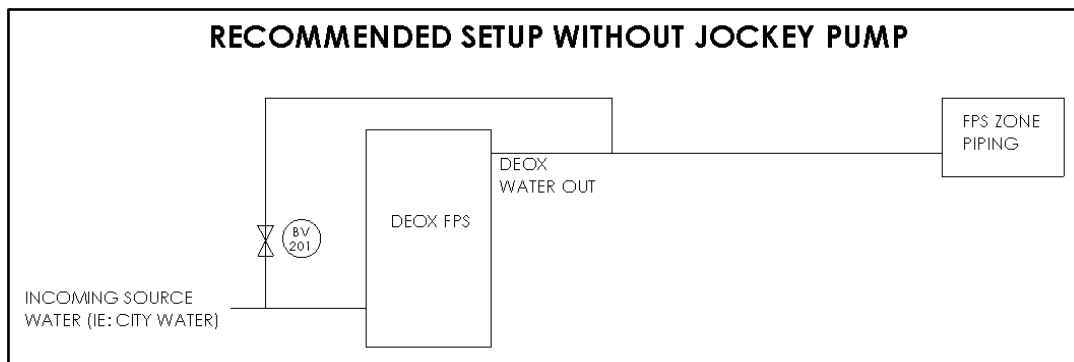 RECOMMENDED SETUP WITHOUT JOCKEY PUMP
FPS ZONE
PIPING
DEOX
WATER OUT
DEOX FPS
BV
201
INCOMING SOURCE
WATER (IE: CITY WATER)